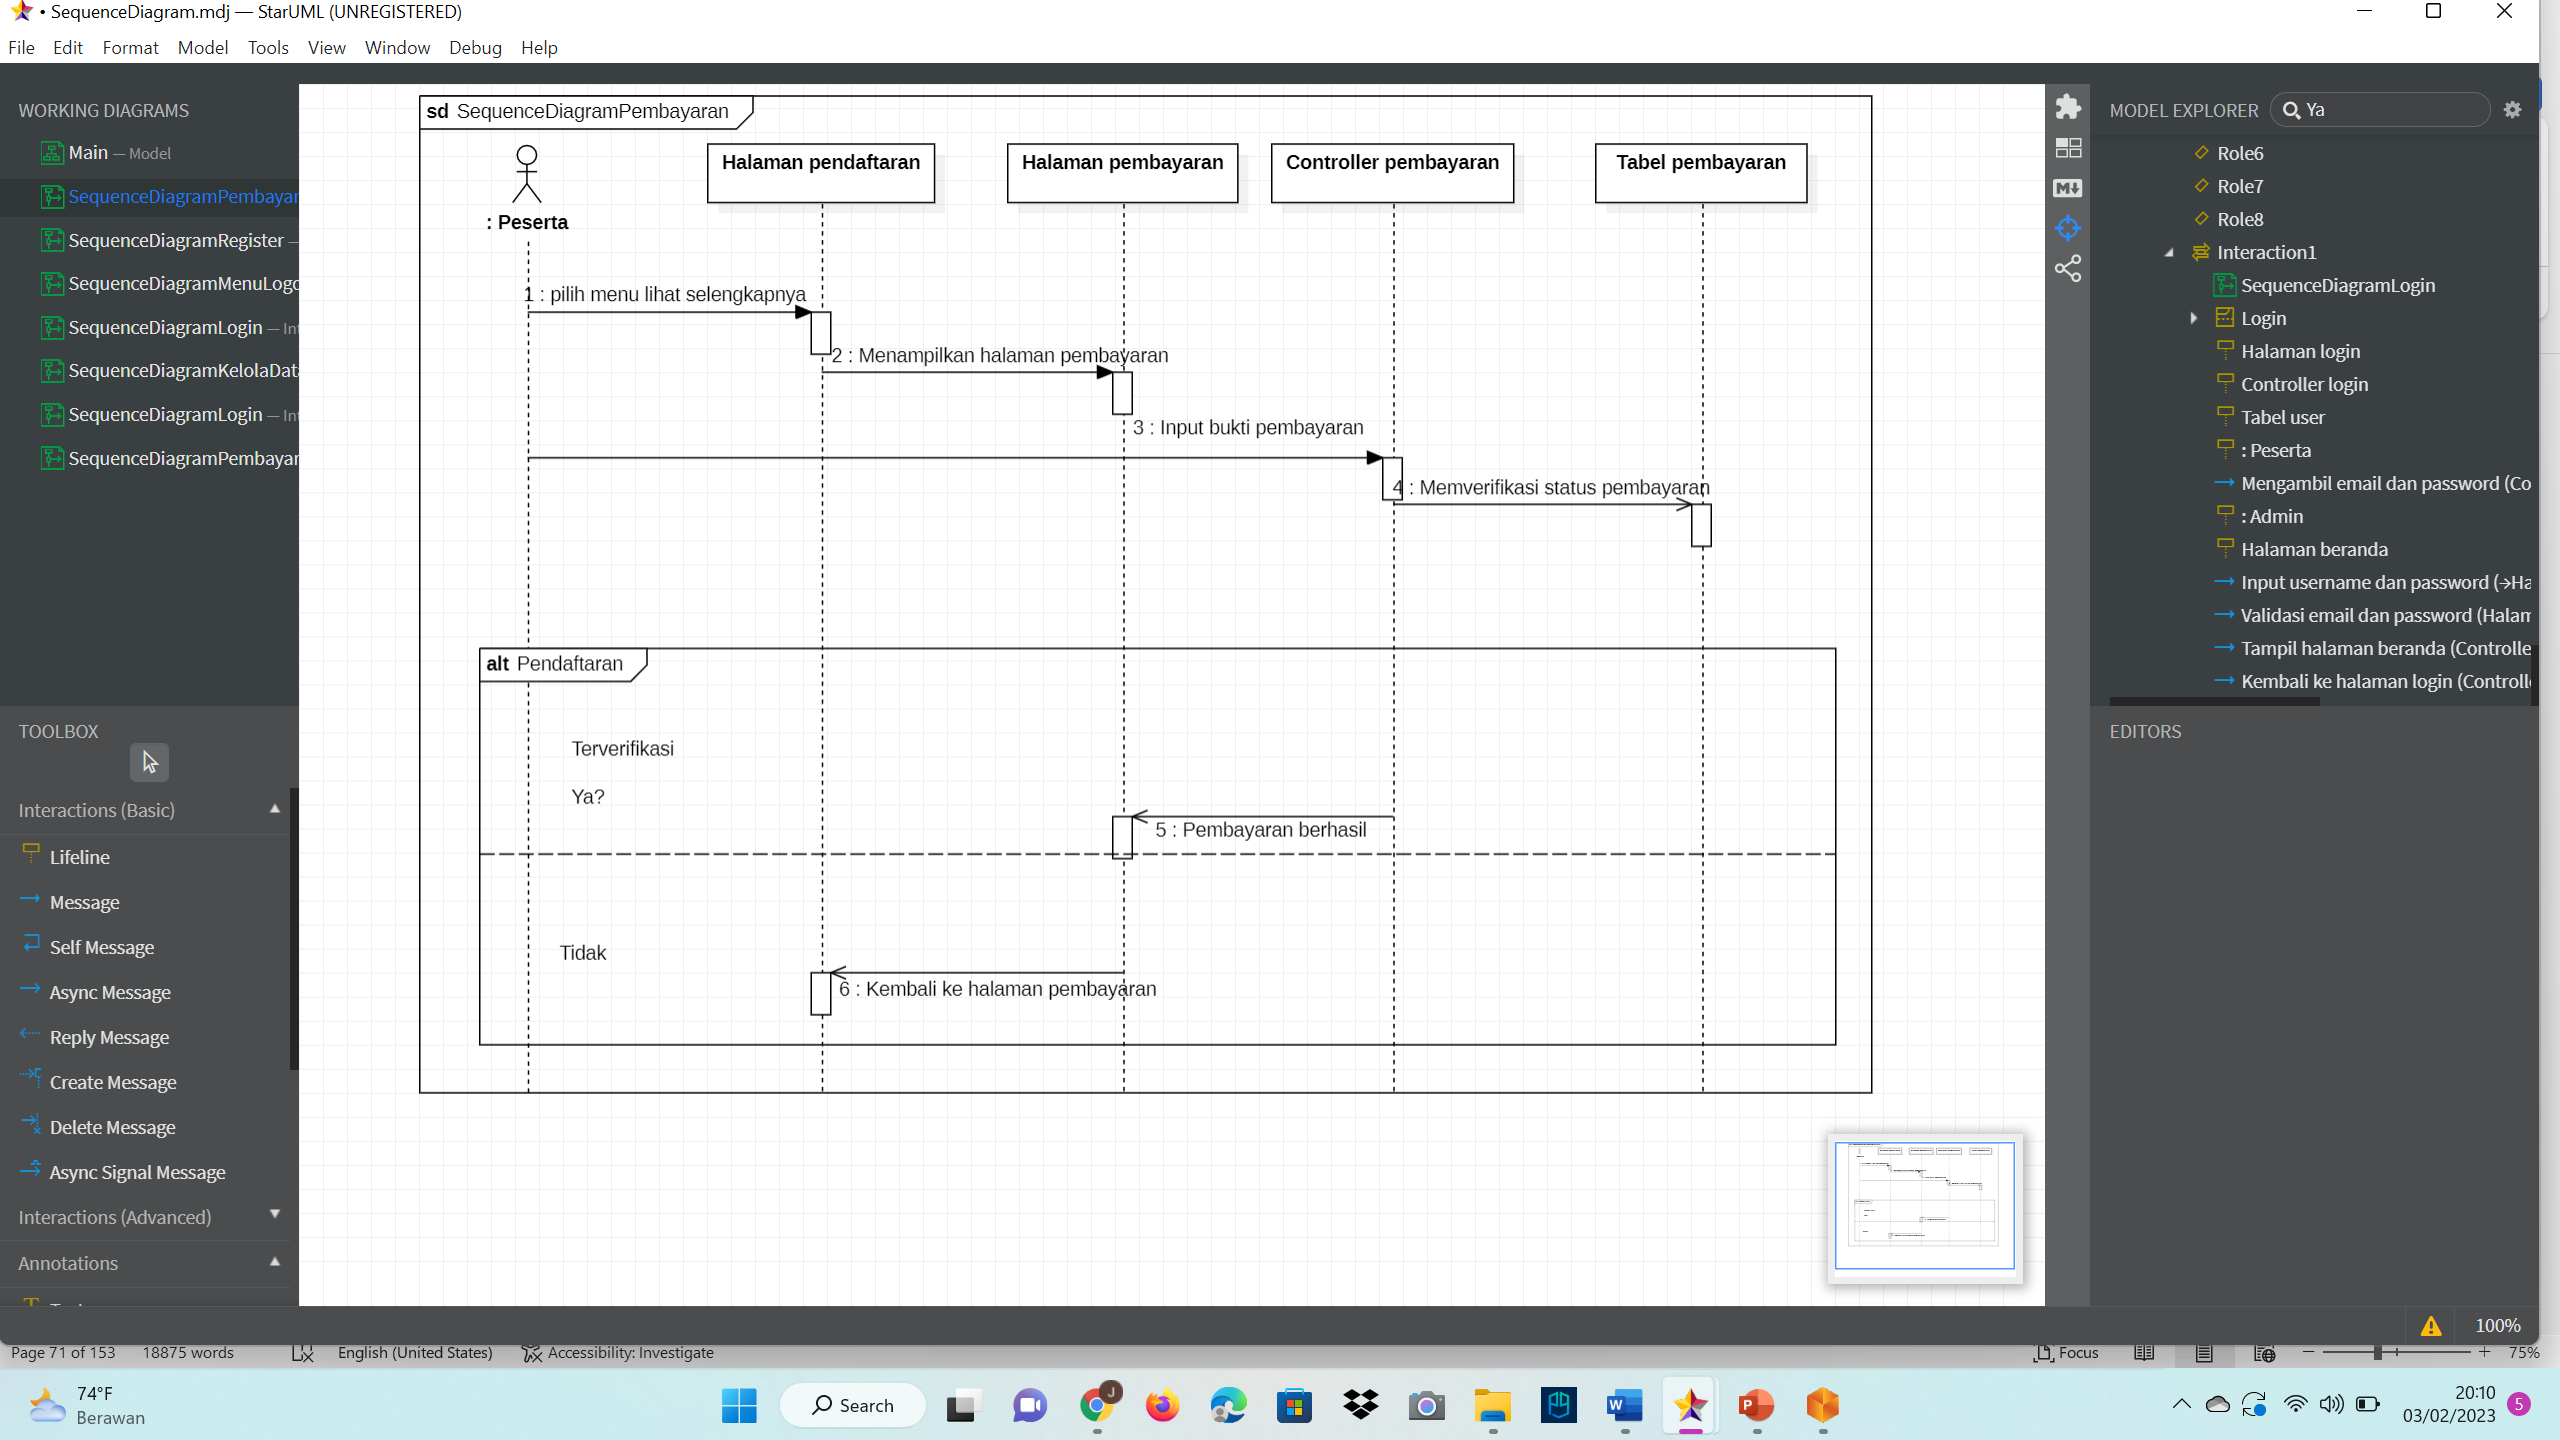 • SequenceDiagram.mdj — StarUML (UNREGISTERED)
File Edit Format Model Tools View Window Debug Help
WORKING DIAGRAMS
Main — Model
SequenceDiagramPembayar
SequenceDiagramRegister —
SequenceDiagramMenuLogo
SequenceDiagramLogin — Int
SequenceDiagramKelolaData
SequenceDiagramLogin — Int
SequenceDiagramPembayar
TOOLBOX
Interactions (Basic)
Lifeline
Message
Self Message
Async Message
Reply Message
Create Message
Delete Message
Async Signal Message
Interactions (Advanced)
Annotations
sd SequenceDiagramPembayaran
: Peserta
Halaman pendaftaran
Halaman pembayaran
Controller pembayaran
Tabel pembayaran
1 : pilih menu lihat selengkapnya
2 : Menampilkan halaman pembayaran
3 : Input bukti pembayaran
4 : Memverifikasi status pembayaran
alt Pendaftaran
Terverifikasi
Ya?
5 : Pembayaran berhasil
Tidak
6 : Kembali ke halaman pembayaran
MODEL EXPLORER
Ya
Role6
Role7
Role8
Interaction1
SequenceDiagramLogin
Login
Halaman login
Controller login
Tabel user
: Peserta
Mengambil email dan password (Co
: Admin
Halaman beranda
Input username dan password (→Ha
Validasi email dan password (Halam
Tampil halaman beranda (Controlle
Kembali ke halaman login (Controll
EDITORS
100%
Page 71 of 153 18875 words English (United States) Accessibility: Investigate Focus 75%
74°F
Berawan
Search
20:10
03/02/2023
5